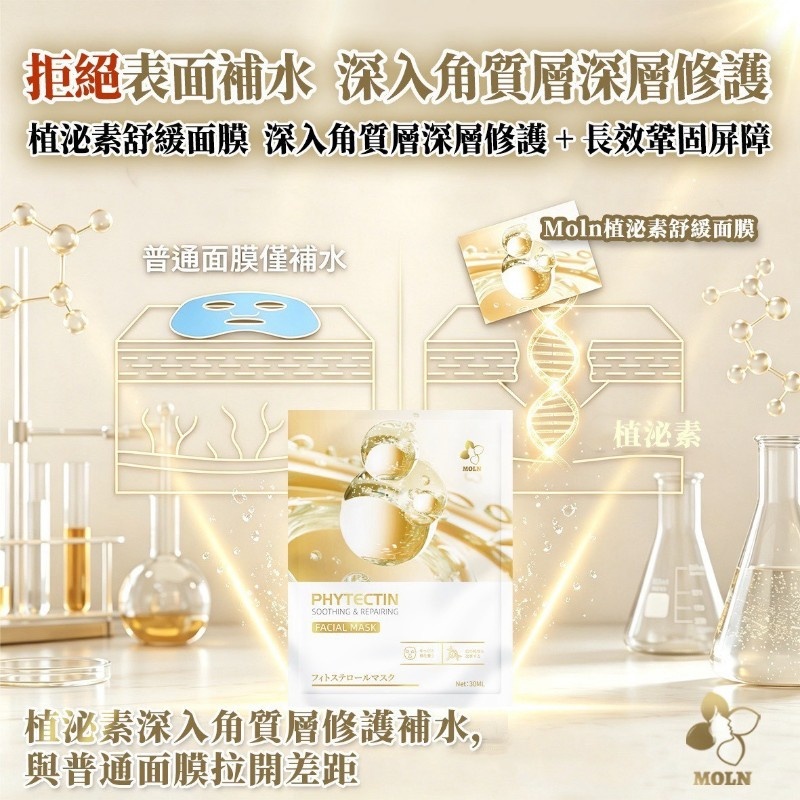 拒絕表面補水 深入角質層深層修護
植泌素舒緩面膜 深入角質層深層修護 + 長效鞏固屏障
普通面膜僅補水
Moln植泌素舒緩面膜
植泌素
MOLN
PHYTECTIN
SOOTHING & REPAIRING
FACIAL MASK
フィトステロールマスク
Net:30ML
植泌素深入角質層修護補水,
與普通面膜拉開差距
MOLN